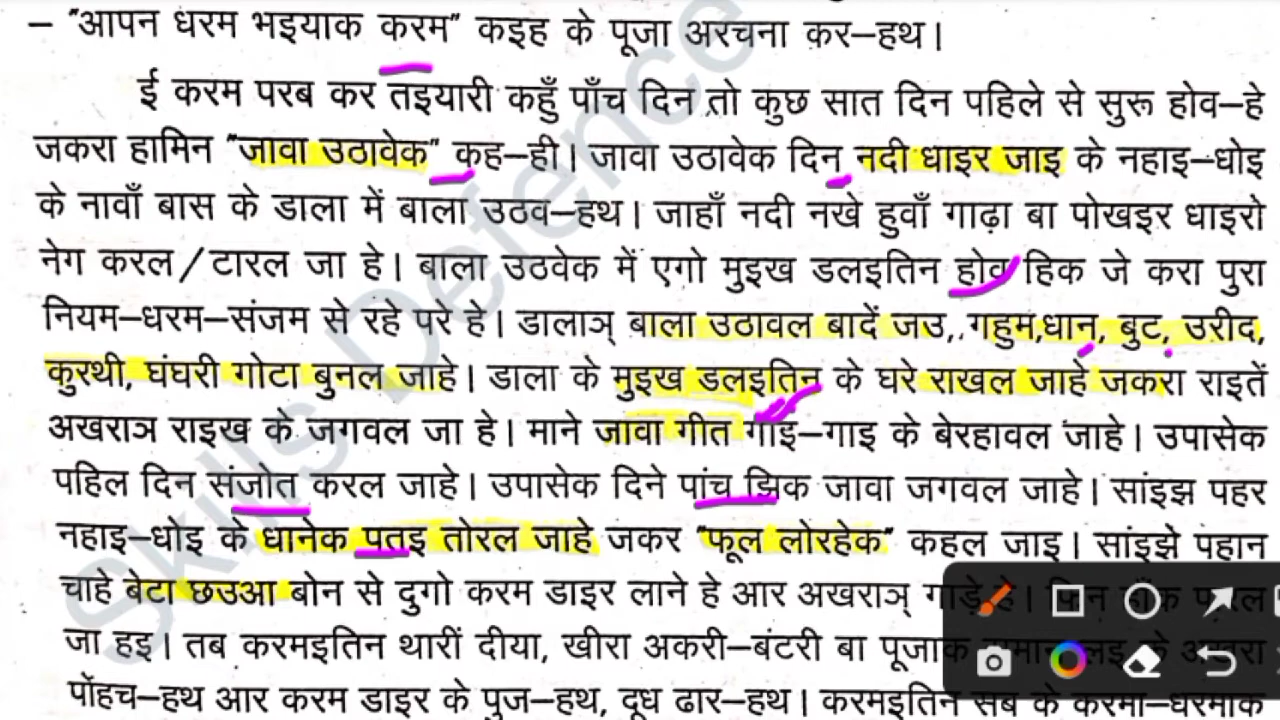 – "आपन धरम भइयाक करम" कइह के पूजा अरचना कर–हथ।
ई करम परब कर तइयारी कहुँ पाँच दिन तो कुछ सात दिन पहिले से सुरू होव–हे
जकरा हामिन "जावा उठावेक" कह–ही। जावा उठावेक दिन नदी धाइर जाइ के नहाइ–धोइ
के नावाँ बास के डाला में बाला उठव–हथ। जाहाँ नदी नखे हुवाँ गाढ़ा बा पोखइर धाइरो
नेग करल/टारल जा हे। बाला उठवेक में एगो मुइख डलइतिन होव हिक जे करा पुरा
नियम–धरम–संजम से रहे परे हे। डालाञ् बाला उठावल बादें जउ, गहुम,धान, बुट, उरीद,
कुरथी, घंघरी गोटा बुनल जाहे। डाला के मुइख डलइतिन के घरे राखल जाहे जकरा राइतें
अखराञ राइख के जगवल जा हे। माने जावा गीत गाइ–गाइ के बेरहावल जाहे। उपासेक
पहिल दिन संजोत करल जाहे। उपासेक दिने पांच झिक जावा जगवल जाहे। सांइझ पहर
नहाइ–धोइ के धानेक पतइ तोरल जाहे जकर "फूल लोरहेक" कहल जाइ। सांइझे पहान
चाहे बेटा छउआ बोन से दुगो करम डाइर लाने हे आर अखराञ् गाड़े हे।
जा हइ। तब करमइतिन थारीं दीया, खीरा अकरी–बंटरी बा पूजाक
पोंहच–हथ आर करम डाइर के पुज–हथ, दूध ढार–हथ। करमइतिन सब के करमा–धरमाक
Skills Defence